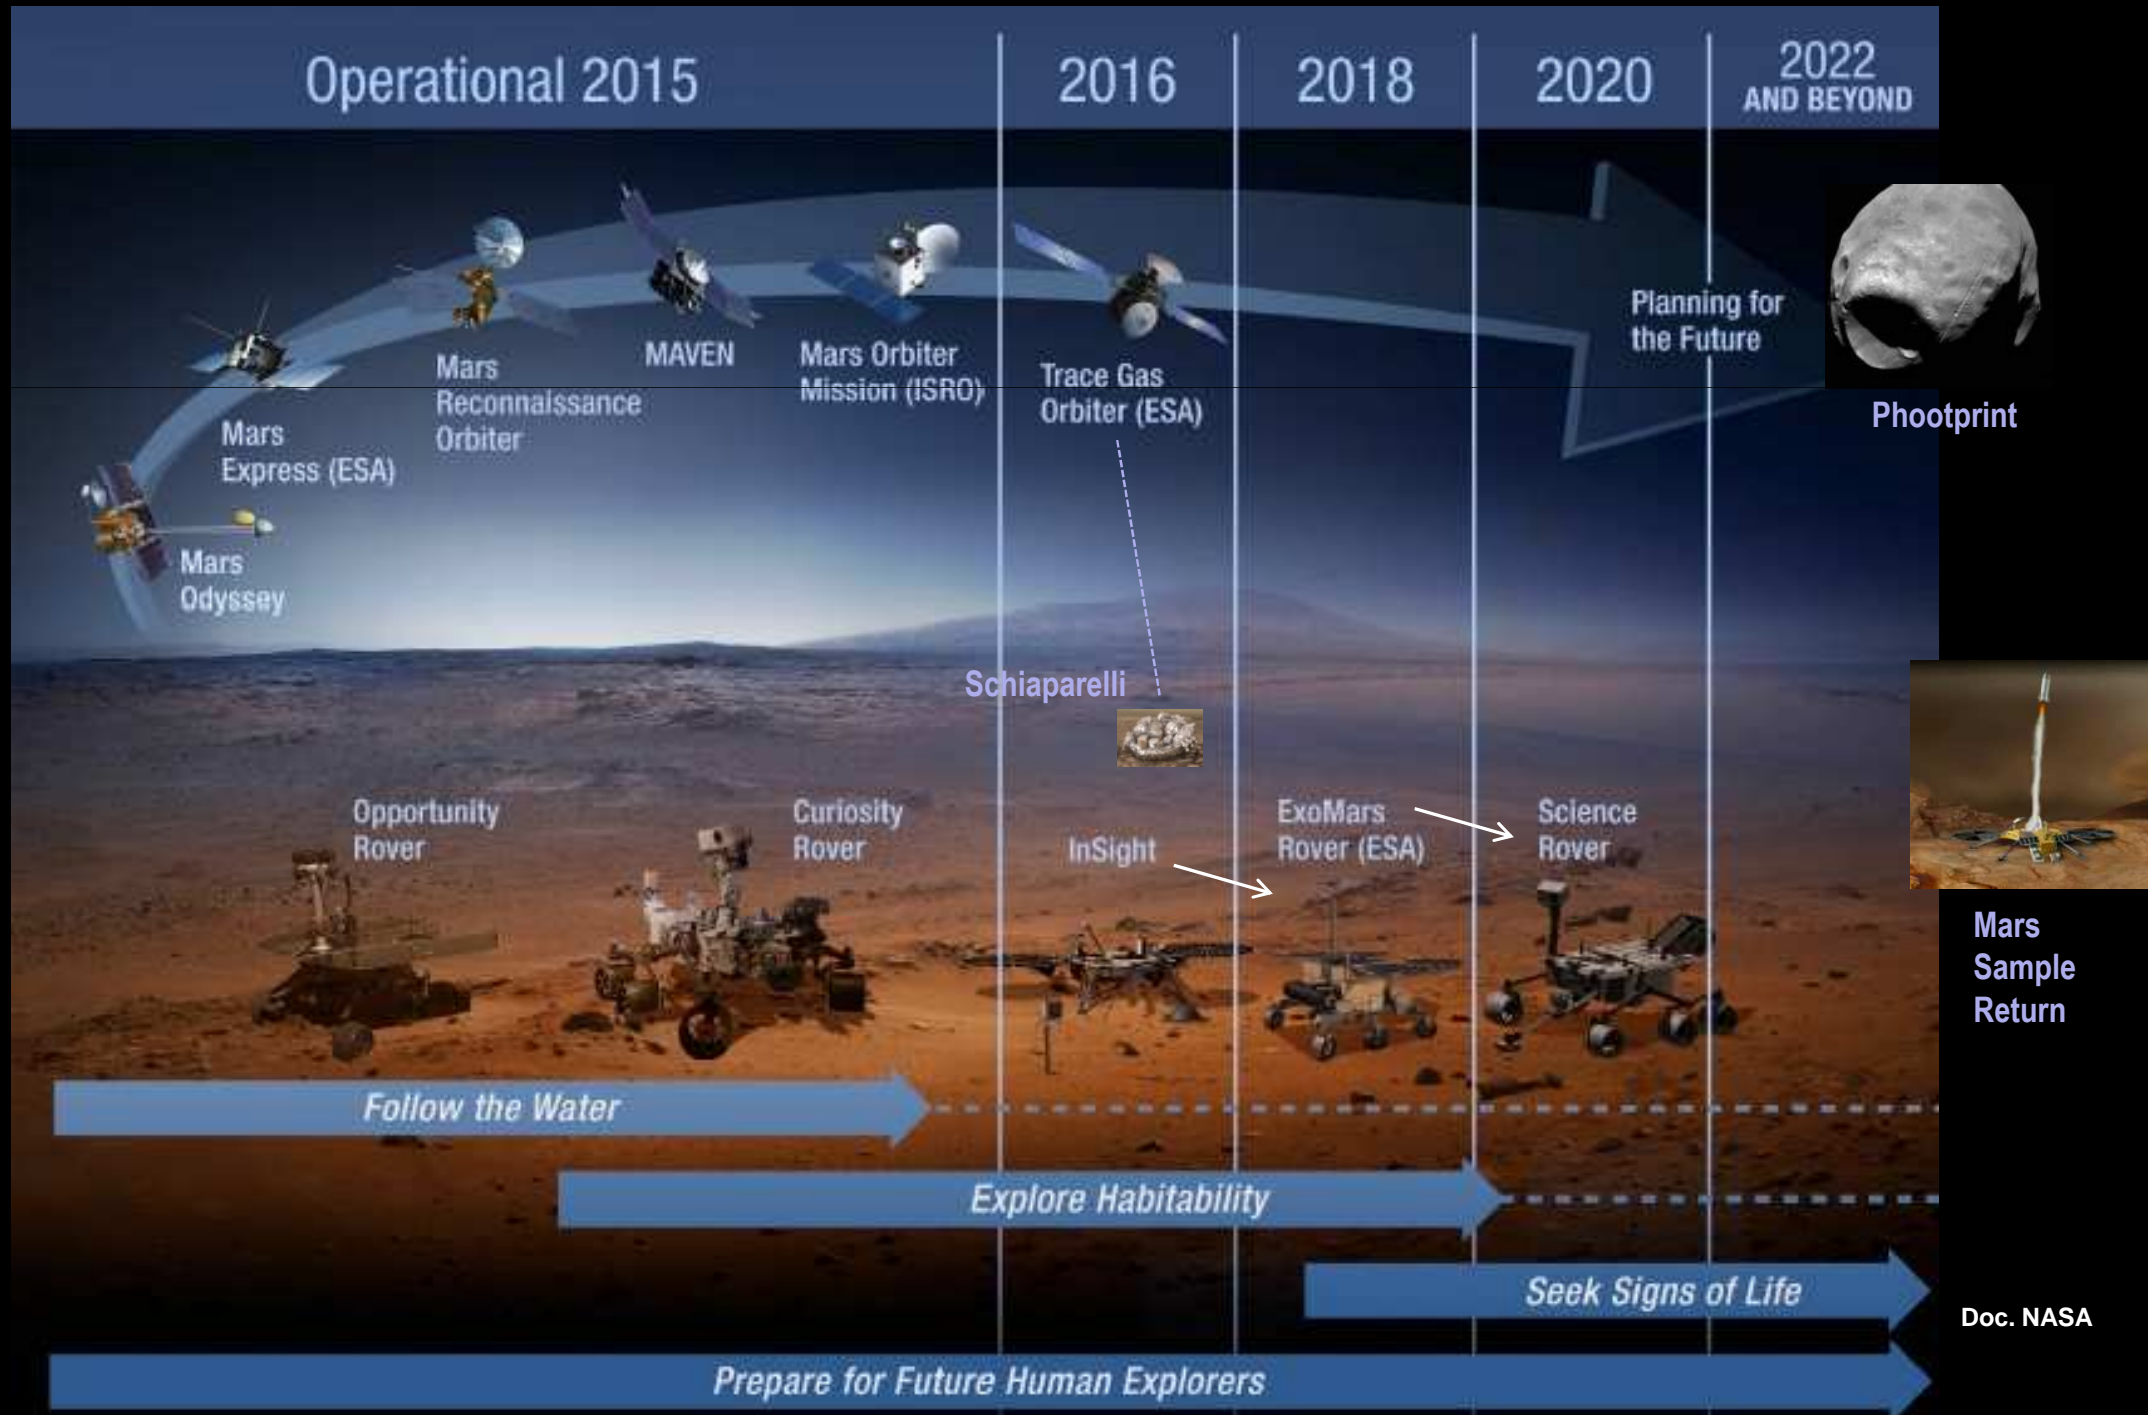 Operational 2015
2016
2018
2020
2022
AND BEYOND
Planning for
the Future
MAVEN
Mars Orbiter
Mission (ISRO)
Mars
Reconnaissance
Orbiter
Trace Gas
Orbiter (ESA)
Phootprint
Mars
Express (ESA)
Mars
Odyssey
Schiaparelli
Opportunity
Rover
Curiosity
Rover
InSight
ExoMars
Rover (ESA)
Science
Rover
Mars
Sample
Return
Follow the Water
Explore Habitability
Seek Signs of Life
Doc. NASA
Prepare for Future Human Explorers